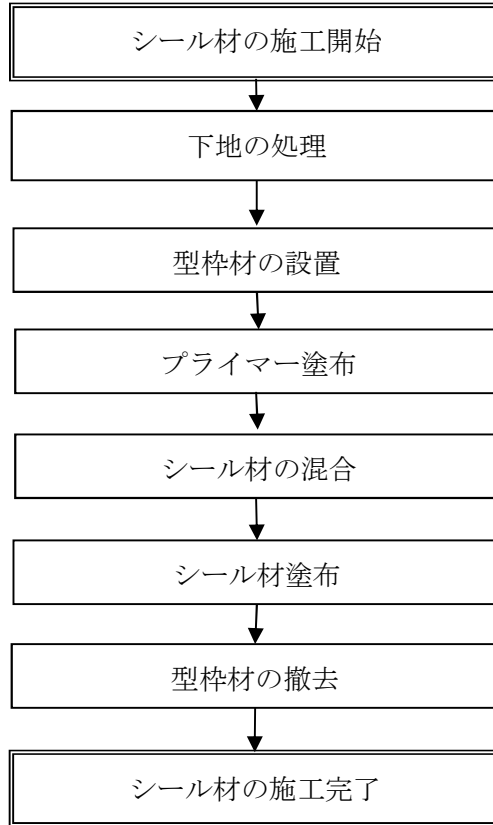 シール材の施工開始
下地の処理
型枠材の設置
プライマー塗布
シール材の混合
シール材塗布
型枠材の撤去
シール材の施工完了